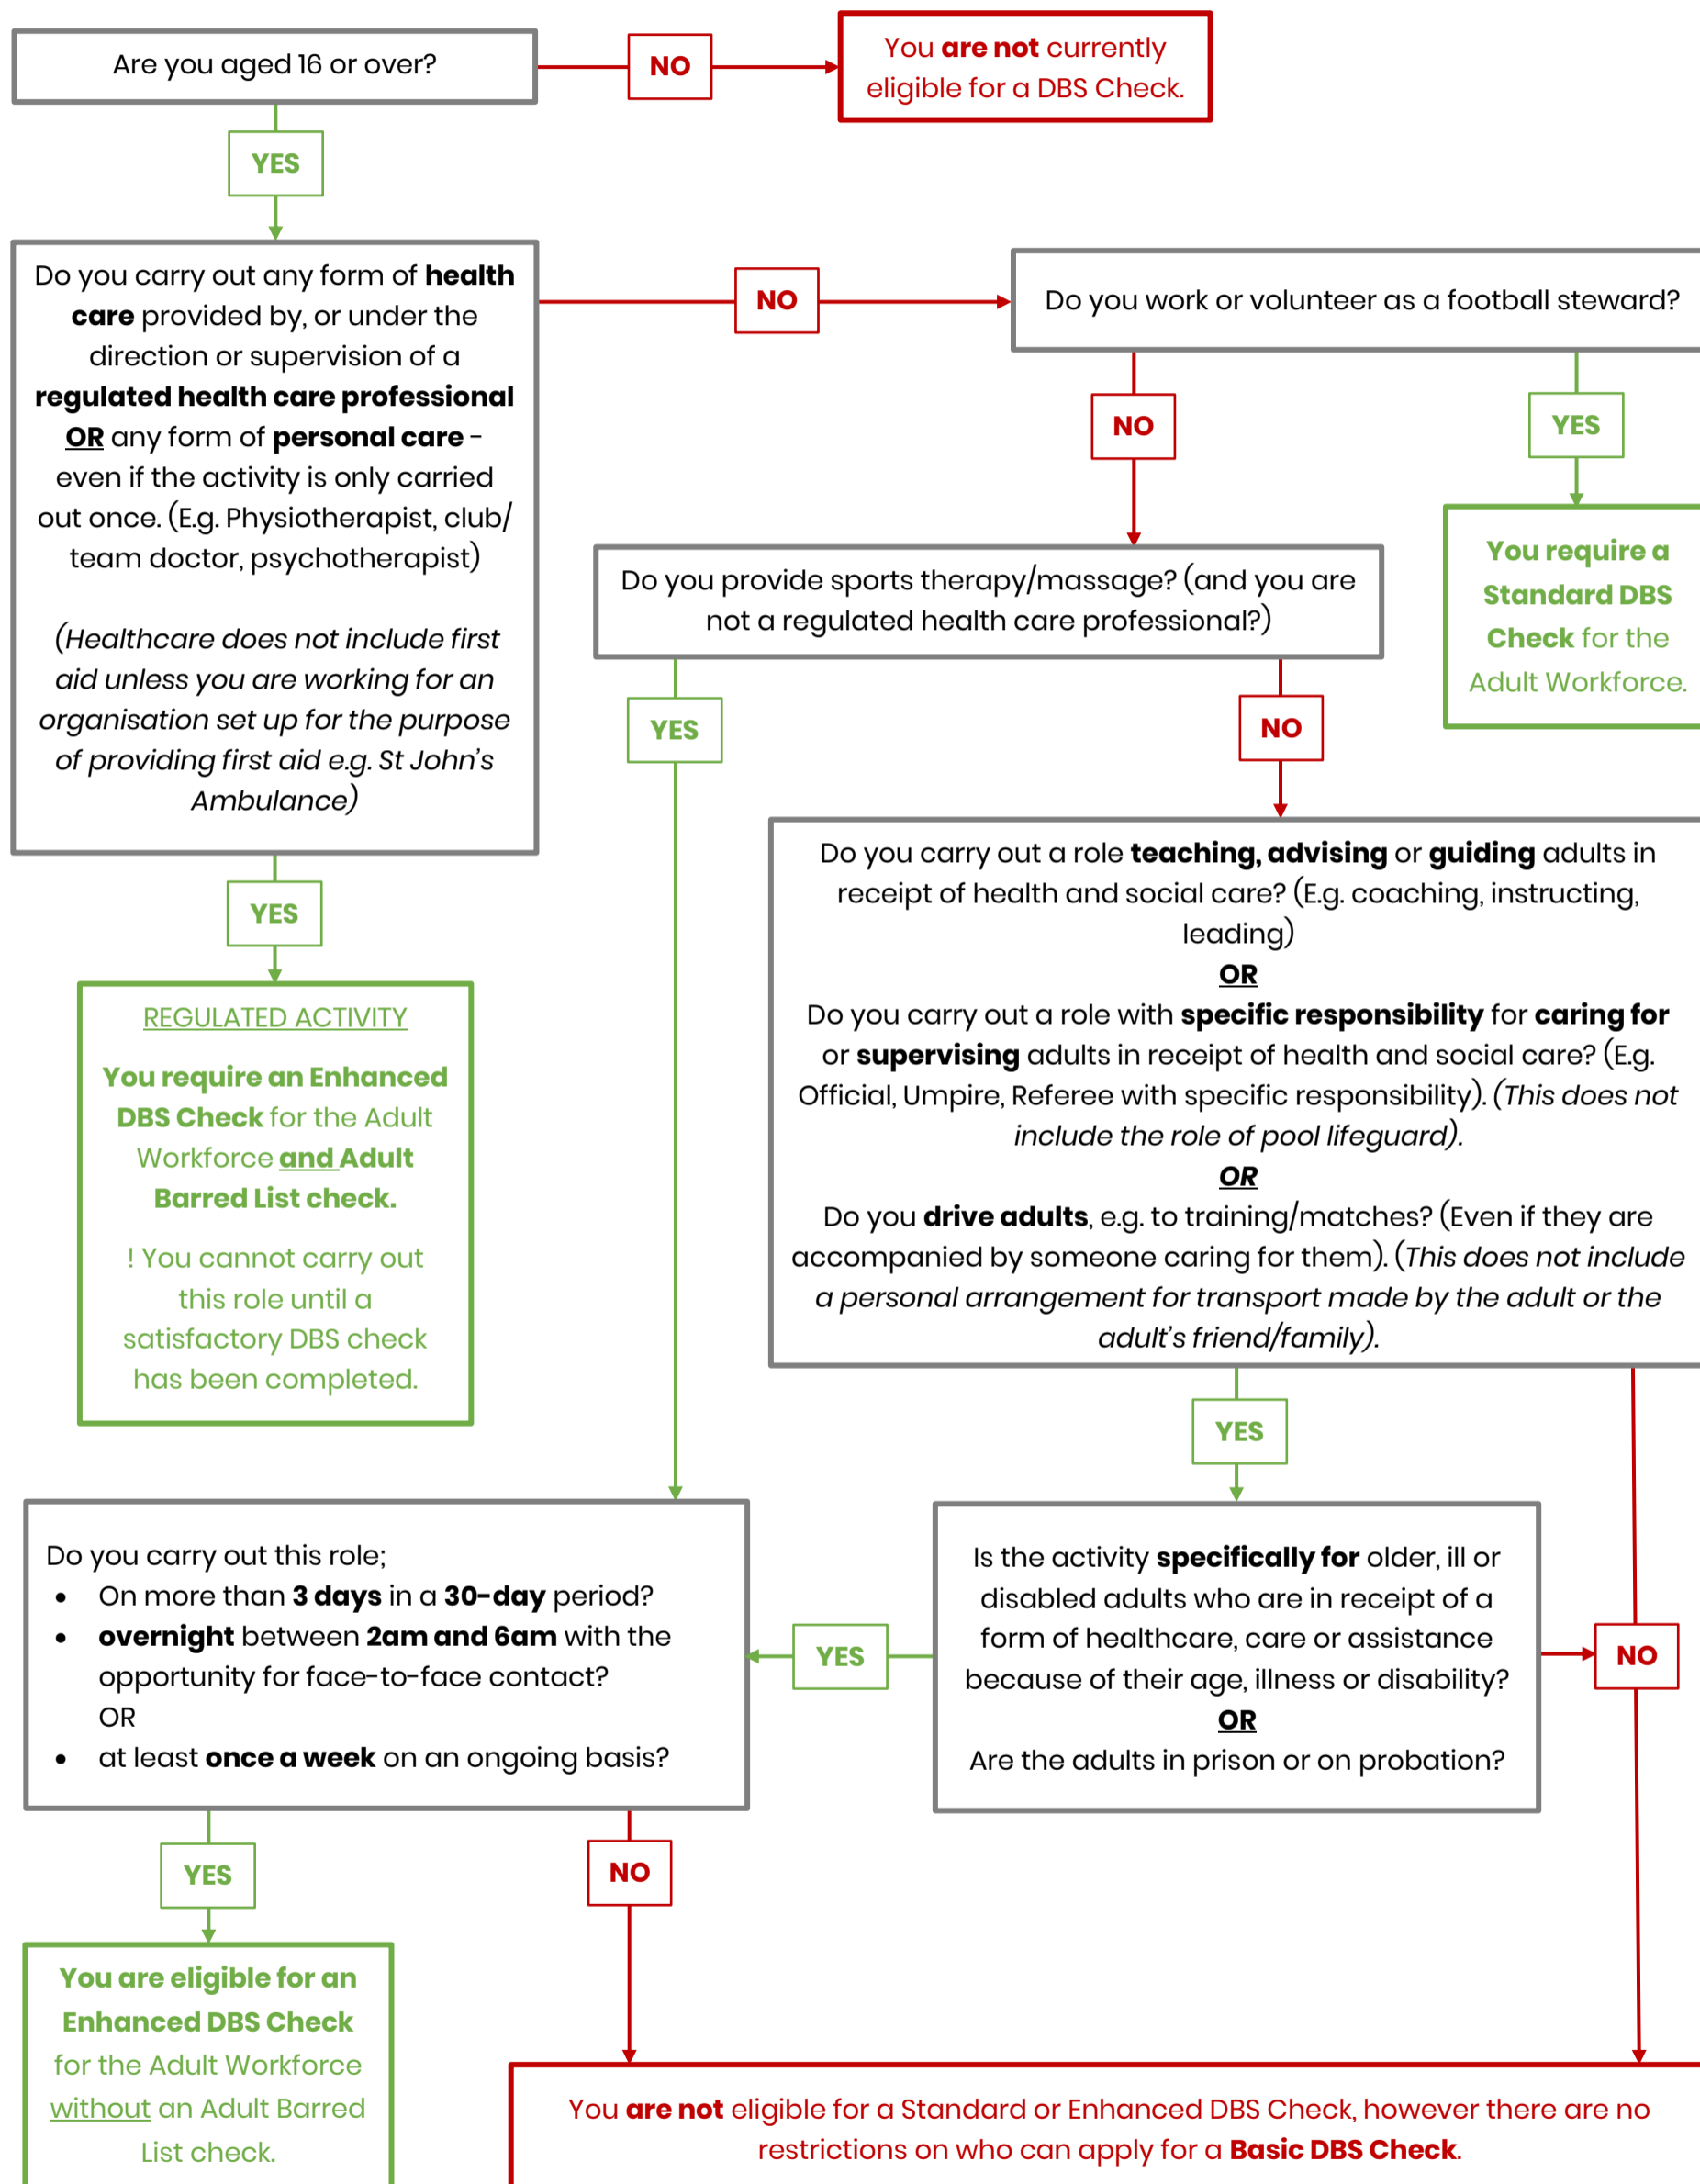 Are you aged 16 or over?
NO
You are not currently
eligible for a DBS Check.
YES
Do you carry out any form of health
care provided by, or under the
direction or supervision of a
regulated health care professional
OR any form of personal care -
even if the activity is only carried
out once. (E.g. Physiotherapist, club/
team doctor, psychotherapist)
(Healthcare does not include first
aid unless you are working for an
organisation set up for the purpose
of providing first aid e.g. St John's
Ambulance)
NO
Do you work or volunteer as a football steward?
NO
YES
You require a
Standard DBS
Check for the
Adult Workforce.
Do you provide sports therapy/massage? (and you are
not a regulated health care professional?)
YES
NO
YES
REGULATED ACTIVITY
You require an Enhanced
DBS Check for the Adult
Workforce and Adult
Barred List check.
! You cannot carry out
this role until a
satisfactory DBS check
has been completed.
Do you carry out a role teaching, advising or guiding adults in
receipt of health and social care? (E.g. coaching, instructing,
leading)
OR
Do you carry out a role with specific responsibility for caring for
or supervising adults in receipt of health and social care? (E.g.
Official, Umpire, Referee with specific responsibility). (This does not
include the role of pool lifeguard).
OR
Do you drive adults, e.g. to training/matches? (Even if they are
accompanied by someone caring for them). (This does not include
a personal arrangement for transport made by the adult or the
adult's friend/family).
YES
Do you carry out this role;
• On more than 3 days in a 30-day period?
• overnight between 2am and 6am with the
opportunity for face-to-face contact?
OR
• at least once a week on an ongoing basis?
YES
Is the activity specifically for older, ill or
disabled adults who are in receipt of a
form of healthcare, care or assistance
because of their age, illness or disability?
OR
Are the adults in prison or on probation?
NO
YES
NO
You are eligible for an
Enhanced DBS Check
for the Adult Workforce
without an Adult Barred
List check.
You are not eligible for a Standard or Enhanced DBS Check, however there are no
restrictions on who can apply for a Basic DBS Check.